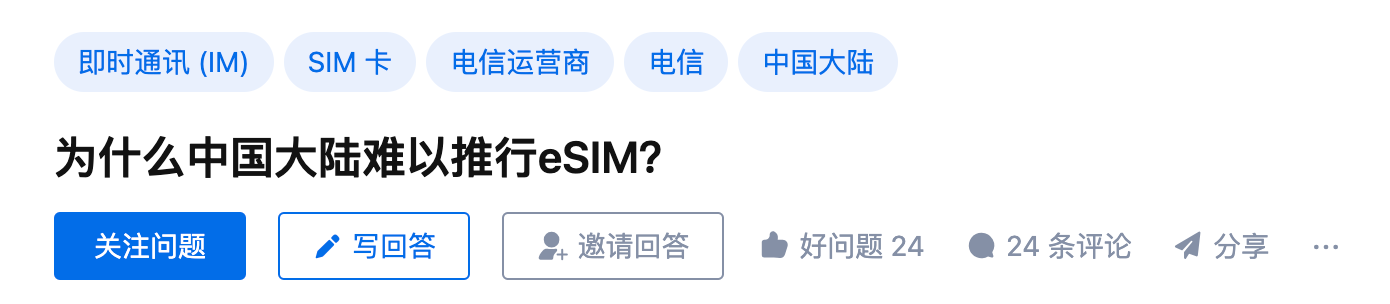 即时通讯 (IM) SIM 卡 电信运营商 电信 中国大陆
为什么中国大陆难以推行eSIM?
关注问题 写回答 邀请回答 好问题 24 24 条评论 分享 ···